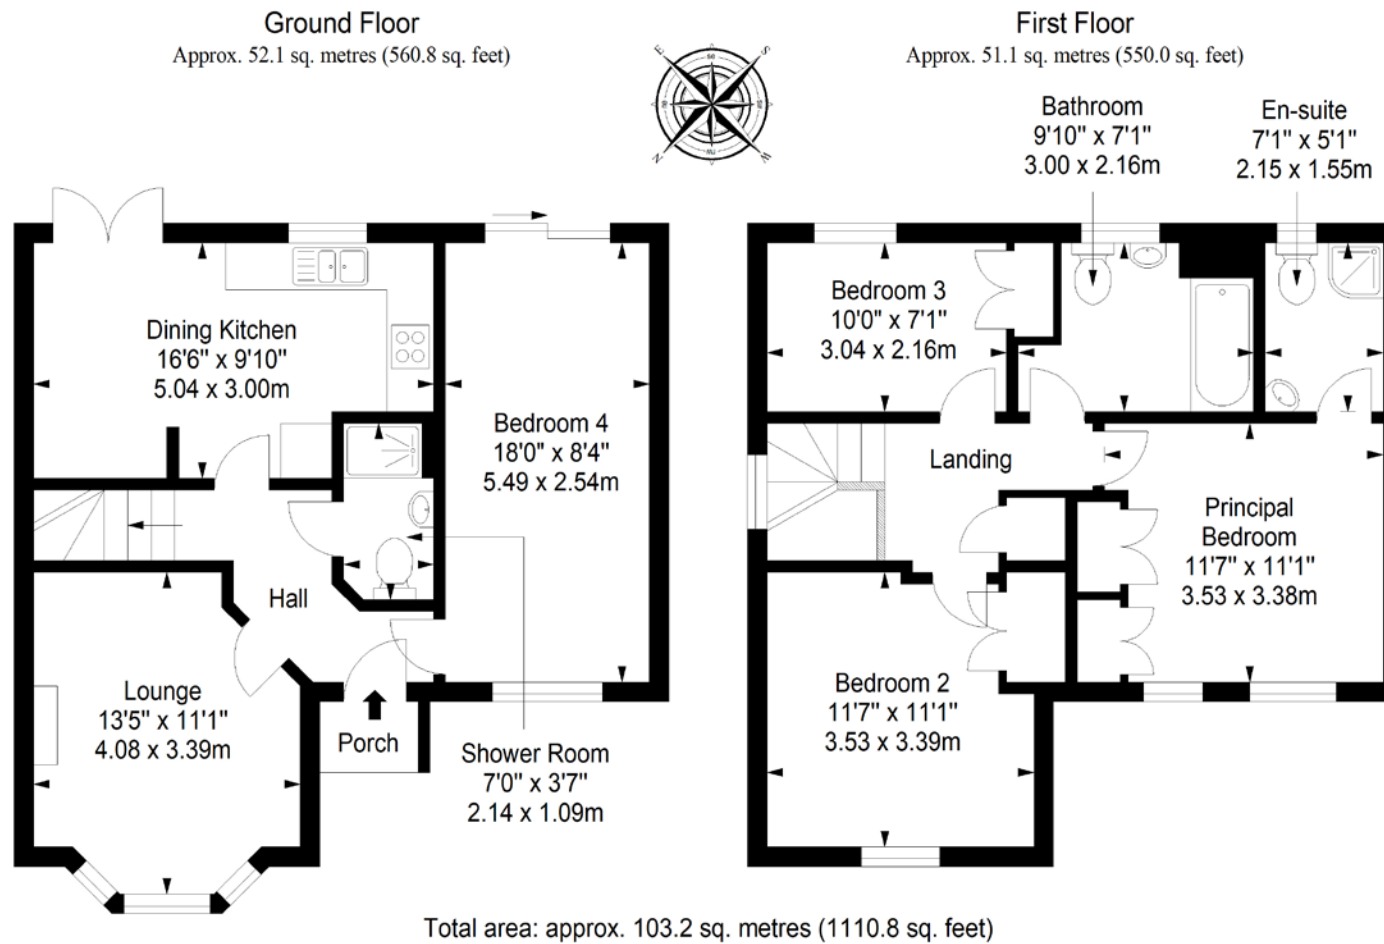 Ground Floor
Approx. 52.1 sq. metres (560.8 sq. feet)
E
S
N
W
First Floor
Approx. 51.1 sq. metres (550.0 sq. feet)
Bathroom
9'10" x 7'1"
3.00 x 2.16m
En-suite
7'1" x 5'1"
2.15 x 1.55m
Dining Kitchen
16'6" x 9'10"
5.04 x 3.00m
Bedroom 4
18'0" x 8'4"
5.49 x 2.54m
Hall
Lounge
13'5" x 11'1"
4.08 x 3.39m
Porch
Shower Room
7'0" x 3'7"
2.14 x 1.09m
Bedroom 3
10'0" x 7'1"
3.04 x 2.16m
Landing
Principal
Bedroom
11'7" x 11'1"
3.53 x 3.38m
Bedroom 2
11'7" x 11'1"
3.53 x 3.39m
Total area: approx. 103.2 sq. metres (1110.8 sq. feet)